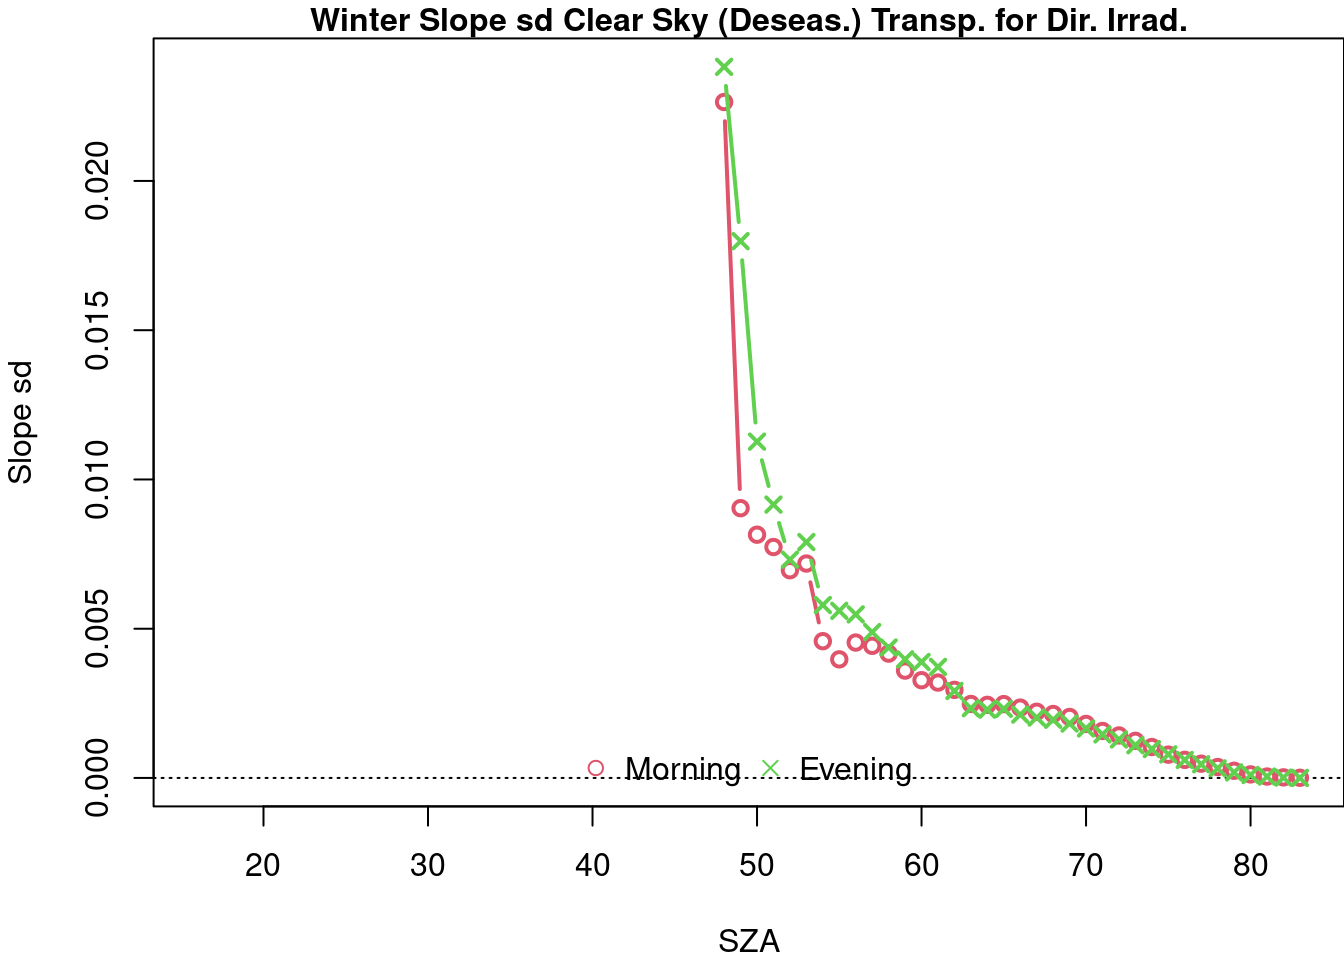 Winter Slope sd Clear Sky (Deseas.) Transp. for Dir. Irrad.
Slope sd
0.020
0.015
0.010
0.005
0.000
Morning Evening
20 30 40 50 60 70 80
SZA